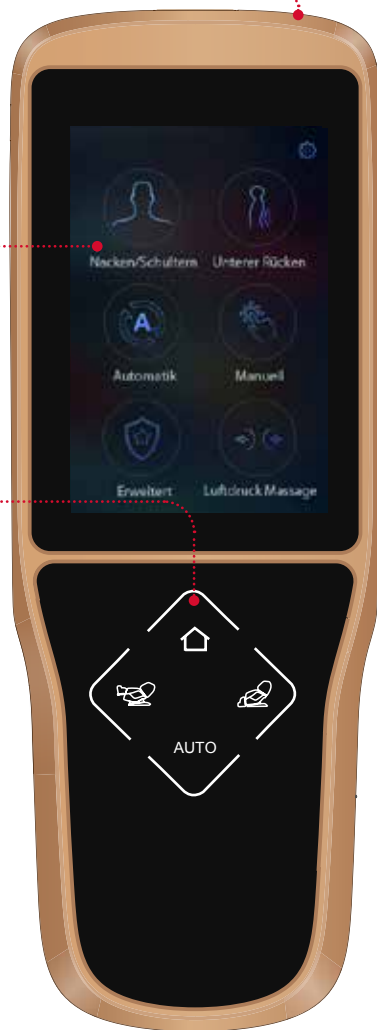 Nacken/Schultern Unterer Rücken
Automatik Manuell
Erweitert Luftdruck Massage
AUTO